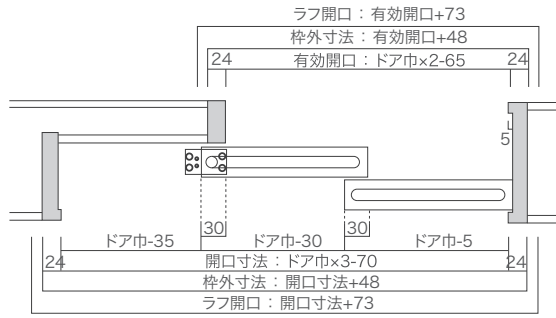 ラフ開口：有効開口+73
枠外寸法：有効開口+48
24 有効開口：ドア巾×2-65 24
5
30 30
ドア巾-35 ドア巾-30 ドア巾-5
24 開口寸法：ドア巾×3-70 24
枠外寸法：開口寸法+48
ラフ開口：開口寸法+73